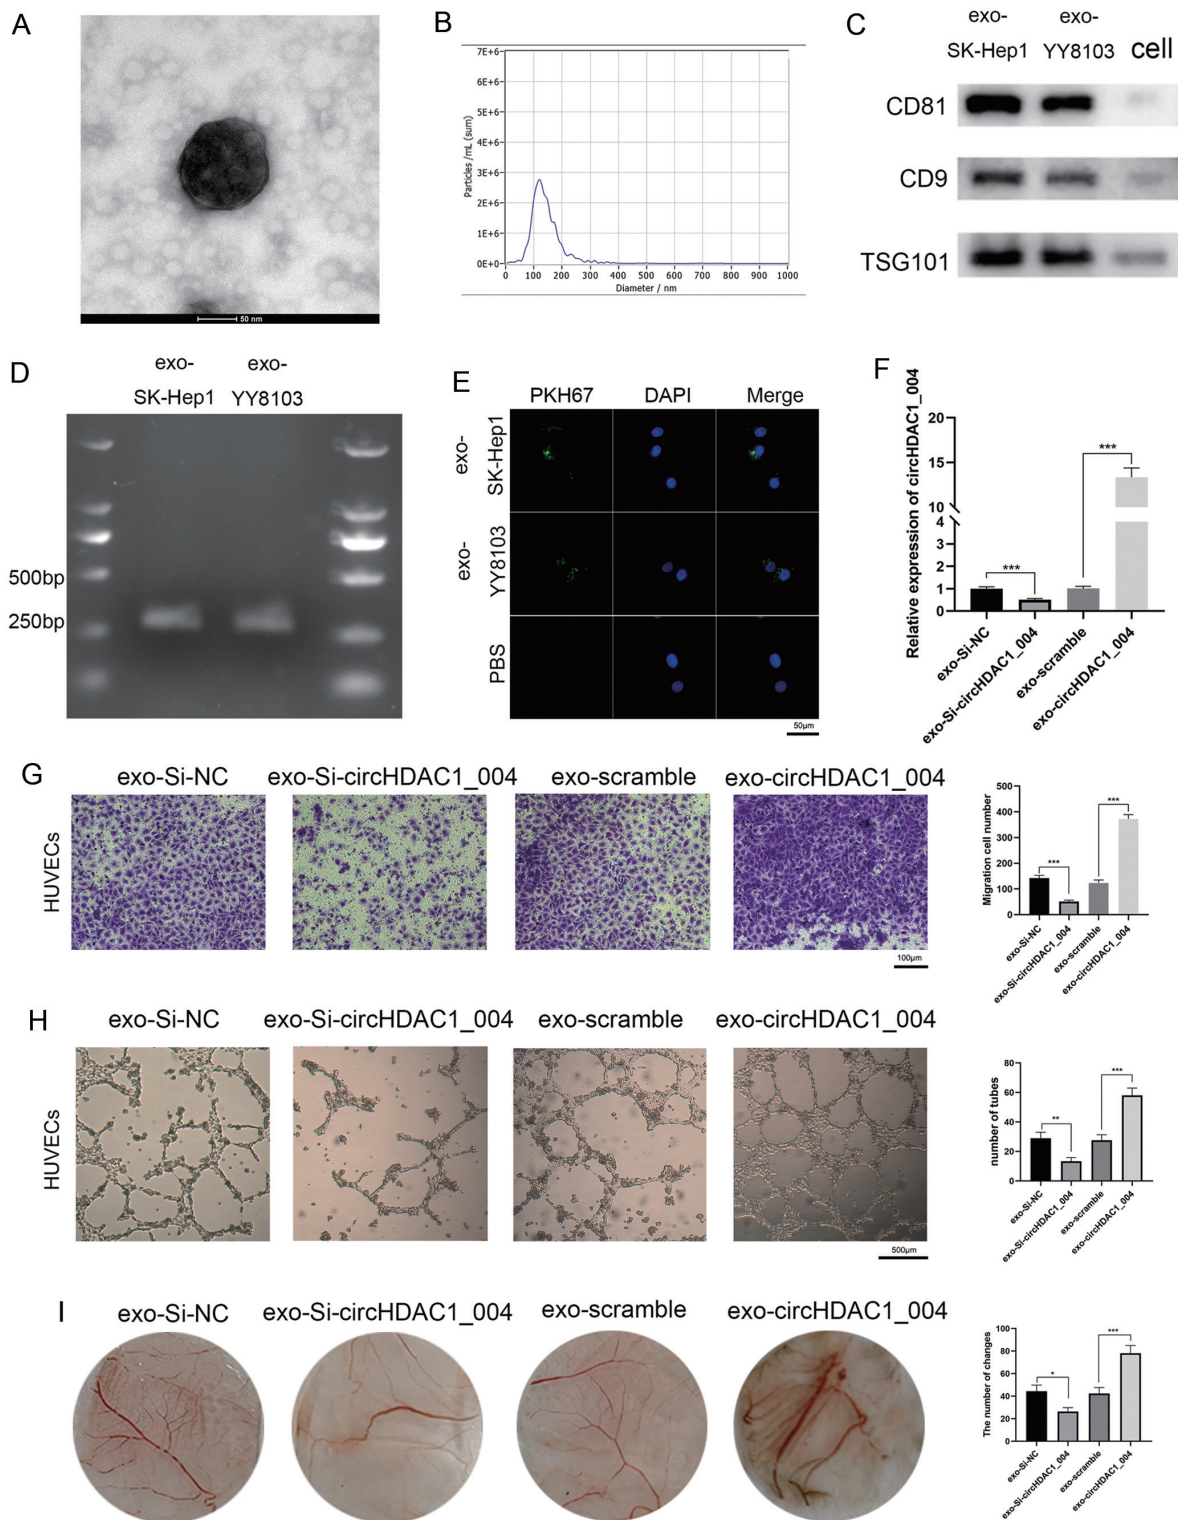 A
50 nm
B
7E+6
6E+6
5E+6
4E+6
3E+6
2E+6
1E+6
0E+0
Particles /mL (sum)
0 100 200 300 400 500 600 700 800 900 1000
Diameter / nm
C
exo- exo-
SK-Hep1 YY8103 cell
CD81
CD9
TSG101
D
exo- exo-
SK-Hep1 YY8103
500bp
250bp
E
PKH67 DAPI Merge
exo-
SK-Hep1
exo-
YY8103
PBS
50μm
F
Relative expression of circHDAC1_004
20
15
10
4
3
2
1
0
***
***
exo-Si-NC
exo-Si-circHDAC1_004
exo-scramble
exo-circHDAC1_004
G
exo-Si-NC exo-Si-circHDAC1_004 exo-scramble exo-circHDAC1_004
HUVECs
100μm
Migration cell number
500
400
300
200
100
0
***
***
exo-Si-NC
exo-Si-circHDAC1_004
exo-scramble
exo-circHDAC1_004
H
exo-Si-NC exo-Si-circHDAC1_004 exo-scramble exo-circHDAC1_004
HUVECs
500μm
number of tubes
80
60
40
20
0
**
***
exo-Si-NC
exo-Si-circHDAC1_004
exo-scramble
exo-circHDAC1_004
I
exo-Si-NC exo-Si-circHDAC1_004 exo-scramble exo-circHDAC1_004
The number of changes
100
80
60
40
20
0
*
***
exo-Si-NC
exo-Si-circHDAC1_004
exo-scramble
exo-circHDAC1_004